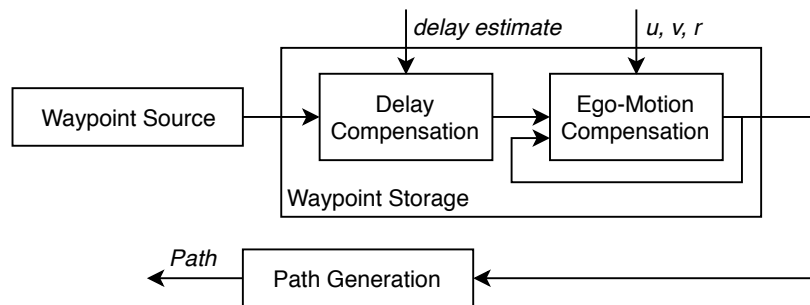 delay estimate
u, v, r
Waypoint Source
Delay
Compensation
Ego-Motion
Compensation
Waypoint Storage
Path
Path Generation